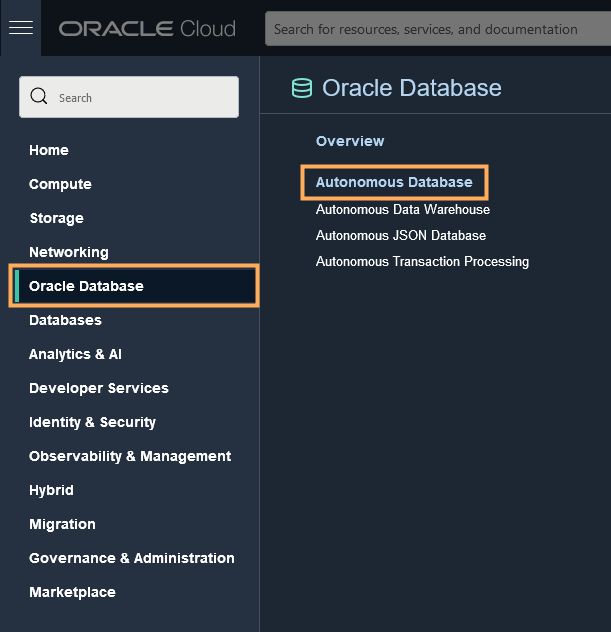 ORACLE Cloud
Search for resources, services, and documentation
Search
Home
Compute
Storage
Networking
Oracle Database
Databases
Analytics & AI
Developer Services
Identity & Security
Observability & Management
Hybrid
Migration
Governance & Administration
Marketplace
Oracle Database
Overview
Autonomous Database
Autonomous Data Warehouse
Autonomous JSON Database
Autonomous Transaction Processing